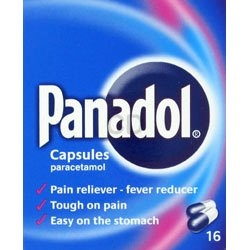 Panadol®
Capsules
paracetamol
✓ Pain reliever - fever reducer
✓ Tough on pain
✓ Easy on the stomach
16